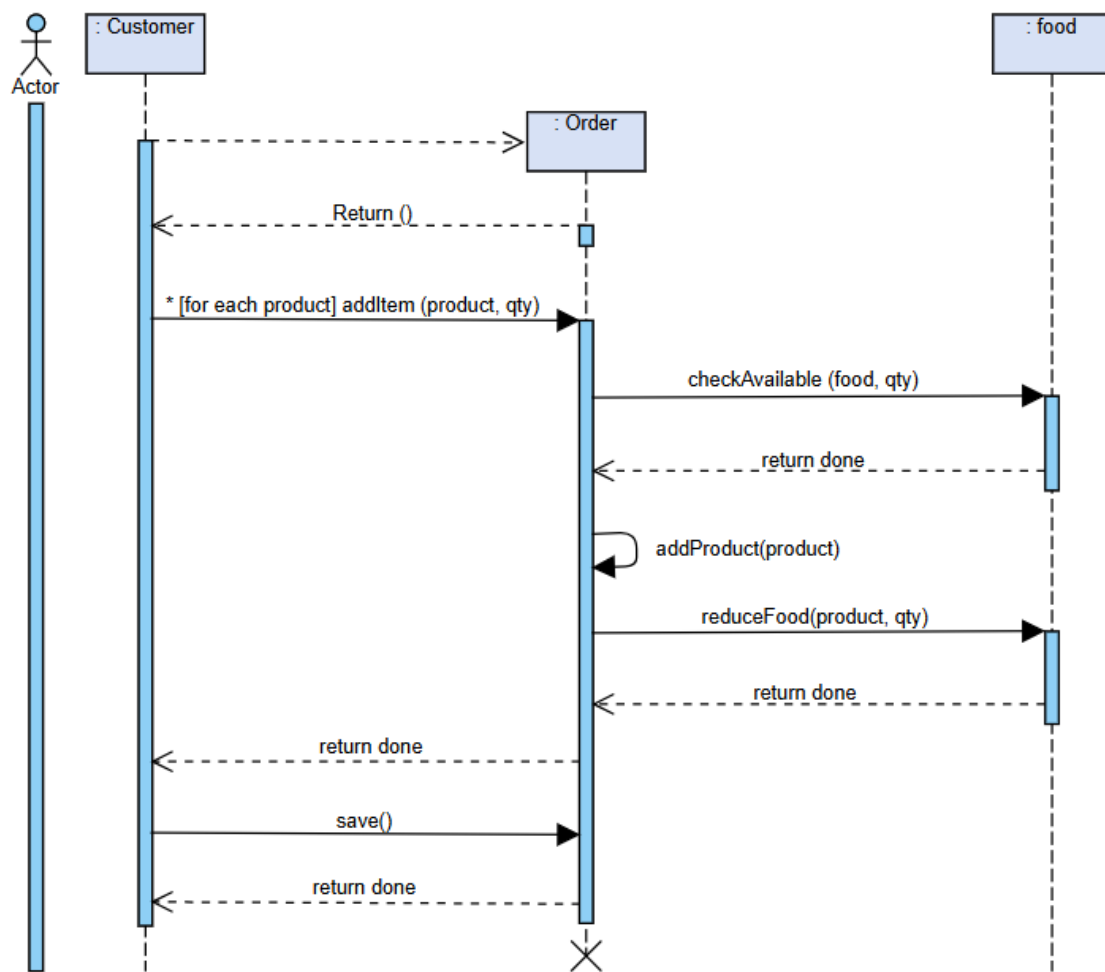 : Customer
: food
Actor
: Order
Return ()
* [for each product] addItem (product, qty)
checkAvailable (food, qty)
return done
addProduct(product)
reduceFood(product, qty)
return done
return done
save()
return done